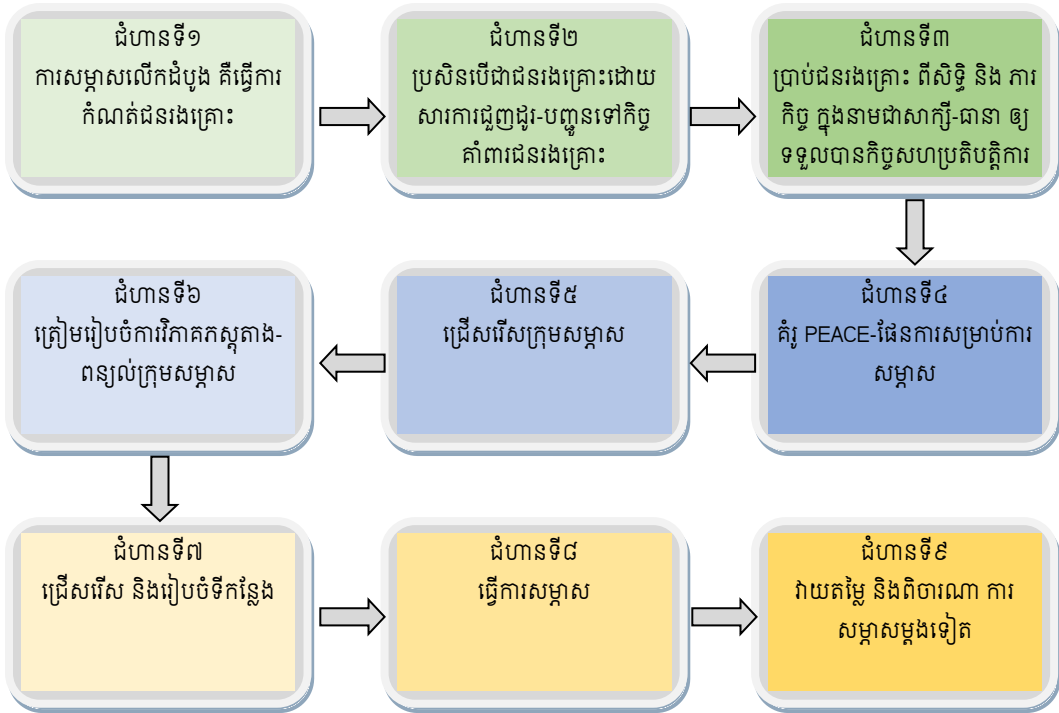 ជំហានទី១
ការសម្ភាសលើកដំបូង គឺធ្វើការ
កំណត់ជនរងគ្រោះ
ជំហានទី២
ប្រសិនបើជាជនរងគ្រោះដោយ
សារការជួញដូរ-បញ្ជូនទៅកិច្ច
គាំពារជនរងគ្រោះ
ជំហានទី៣
ប្រាប់ជនរងគ្រោះ ពីសិទ្ធិ និង ភារ
កិច្ច ក្នុងនាមជាសាក្សី-ធានា ឲ្យ
ទទួលបានកិច្ចសហប្រតិបត្តិការ
ជំហានទី៤
គំរូ PEACE-ផែនការសម្រាប់ការ
សម្ភាស
ជំហានទី៥
ជ្រើសរើសក្រុមសម្ភាស
ជំហានទី៦
ត្រៀមរៀបចំការវិភាគភស្តុតាង-
ពន្យល់ក្រុមសម្ភាស
ជំហានទី៧
ជ្រើសរើស និងរៀបចំទីកន្លែង
ជំហានទី៨
ធ្វើការសម្ភាស
ជំហានទី៩
វាយតម្លៃ និងពិចារណា ការ
សម្ភាសម្តងទៀត